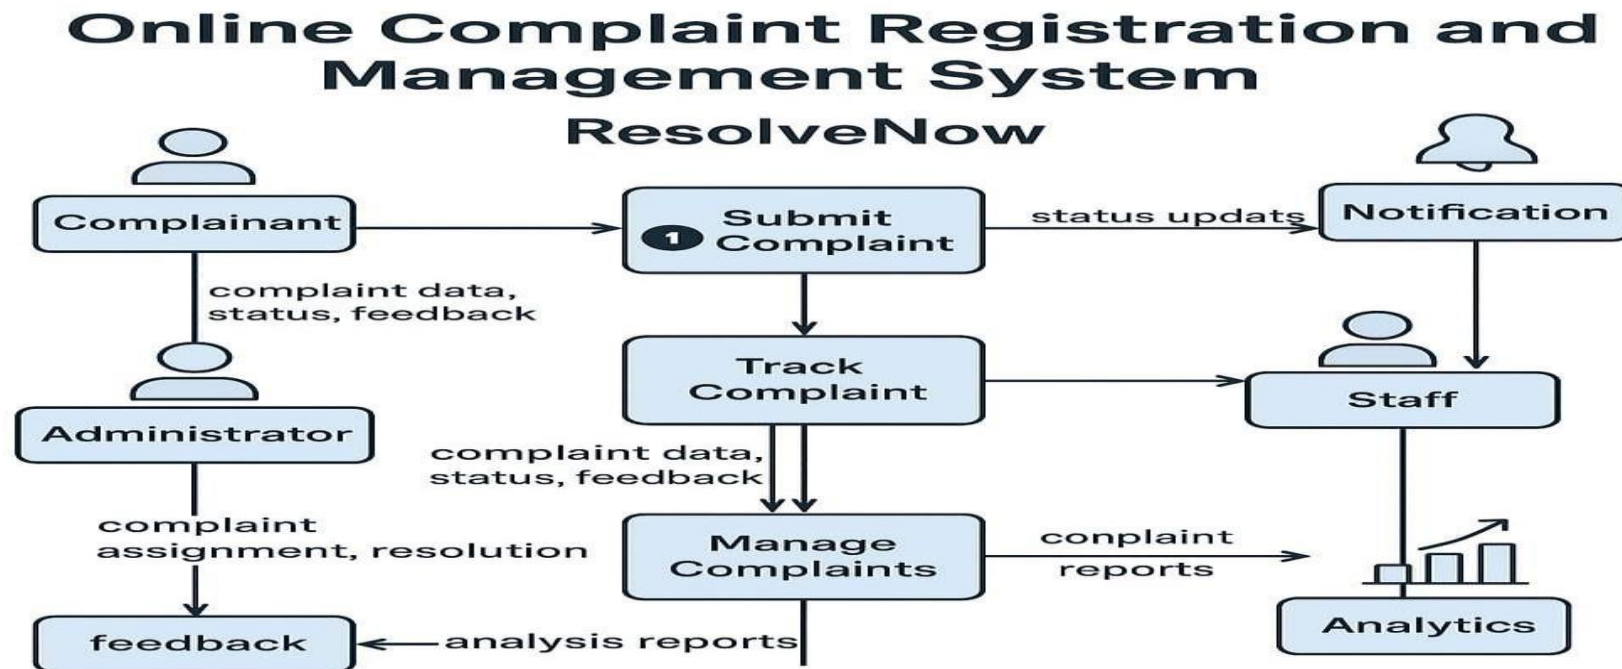 Online Complaint Registration and
Management System
ResolveNow
Complainant
1
Submit
Complaint
status updats
Notification
complaint data,
status, feedback
Track
Complaint
Staff
Administrator
complaint data,
status, feedback
complaint
assignment, resolution
Manage
Complaints
conplaint
reports
Analytics
feedback
analysis reports